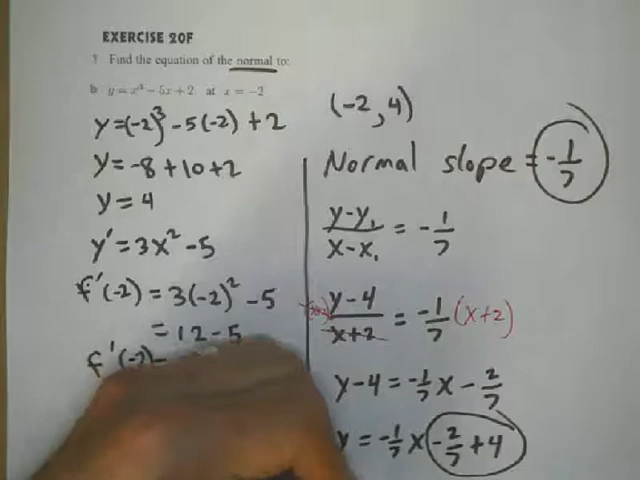 EXERCISE 20F
1 Find the equation of the normal to:
b y = x³ − 5x + 2 at x = −2
y = (-2)³ - 5(-2) + 2
y = -8 + 10 + 2
y = 4
y' = 3x² - 5
f'(-2) = 3(-2)² - 5
= 12 - 5
f'(-2) =
(-2, 4)
Normal slope = -1/7
(y - y₁)/(x - x₁) = -1/7
(x+2) (y - 4)/(x + 2) = -1/7 (x+2)
y - 4 = -1/7 x - 2/7
y = -1/7 x - 2/7 + 4